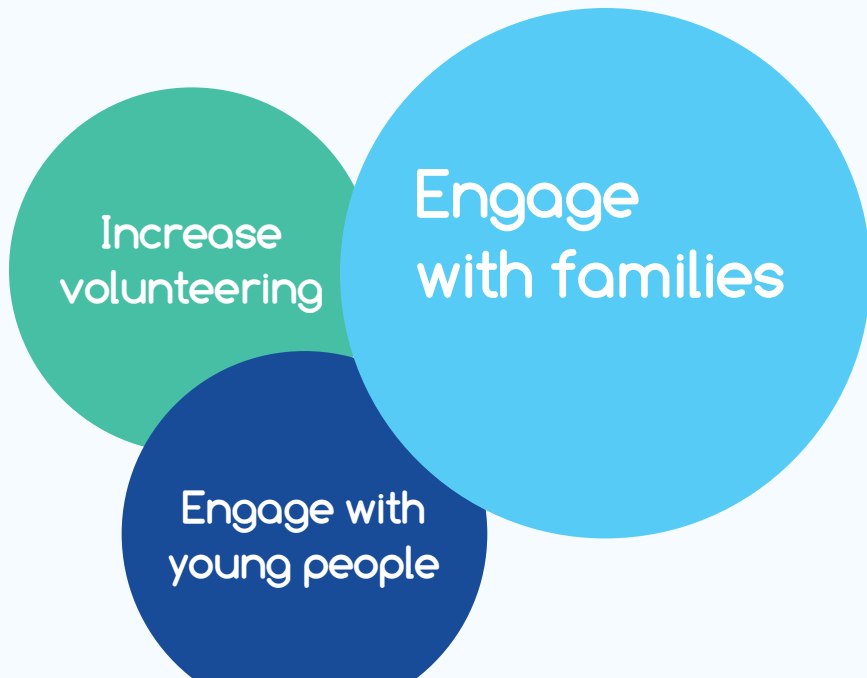 Increase
volunteering
Engage
with families
Engage with
young people